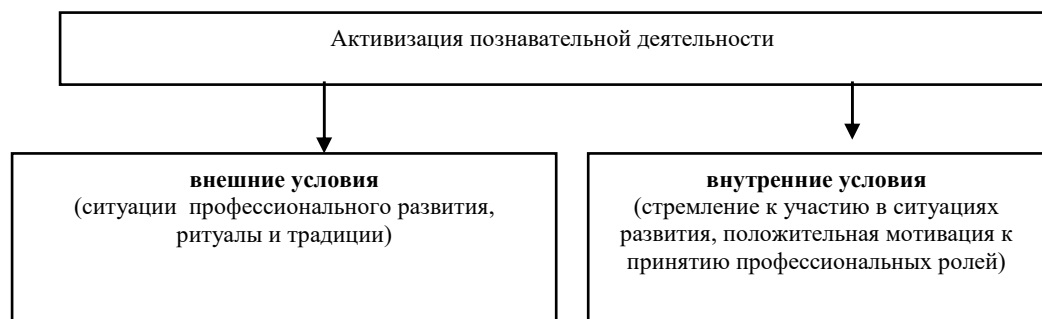 Активизация познавательной деятельности
внешние условия
(ситуации профессионального развития,
ритуалы и традиции)
внутренние условия
(стремление к участию в ситуациях
развития, положительная мотивация к
принятию профессиональных ролей)